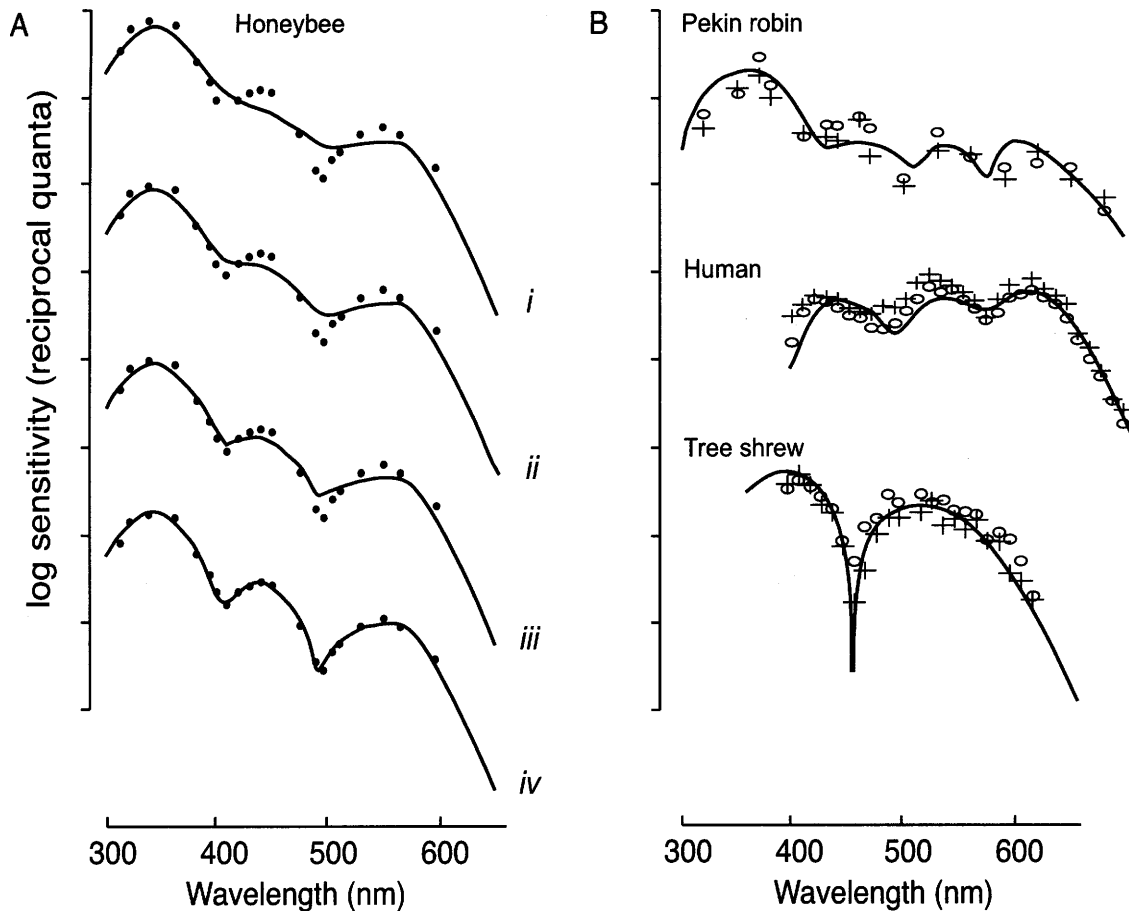 A
Honeybee
log sensitivity (reciprocal quanta)
i
ii
iii
iv
300 400 500 600
Wavelength (nm)
B
Pekin robin
Human
Tree shrew
300 400 500 600
Wavelength (nm)